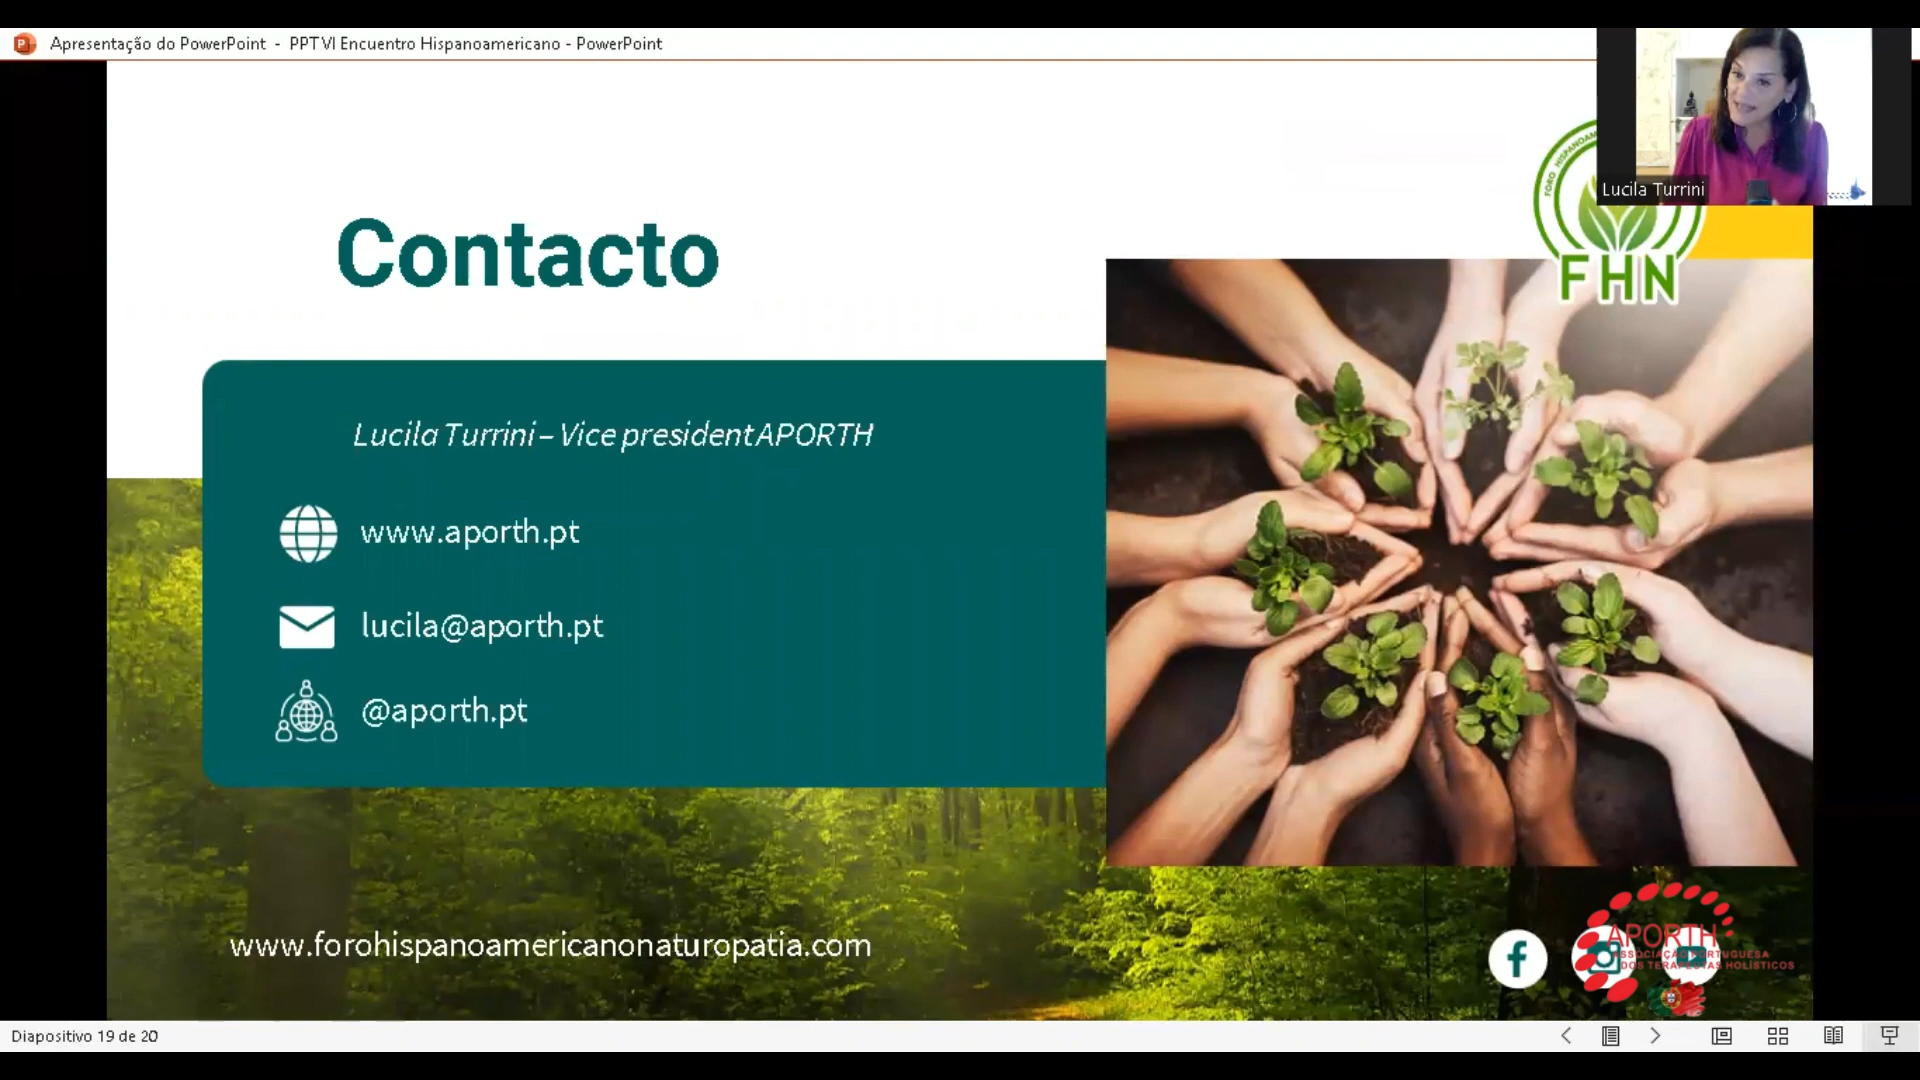 Apresentação do PowerPoint - PPT VI Encuentro Hispanoamericano - PowerPoint
Lucila Turrini
FORO HISPANOAM
FHN
Contacto
Lucila Turrini – Vice president APORTH
www.aporth.pt
lucila@aporth.pt
@aporth.pt
www.forohispanoamericanonaturopatia.com
APORTH
ASSOCIAÇÃO PORTUGUESA
DOS TERAPEUTAS HOLÍSTICOS
Diapositivo 19 de 20